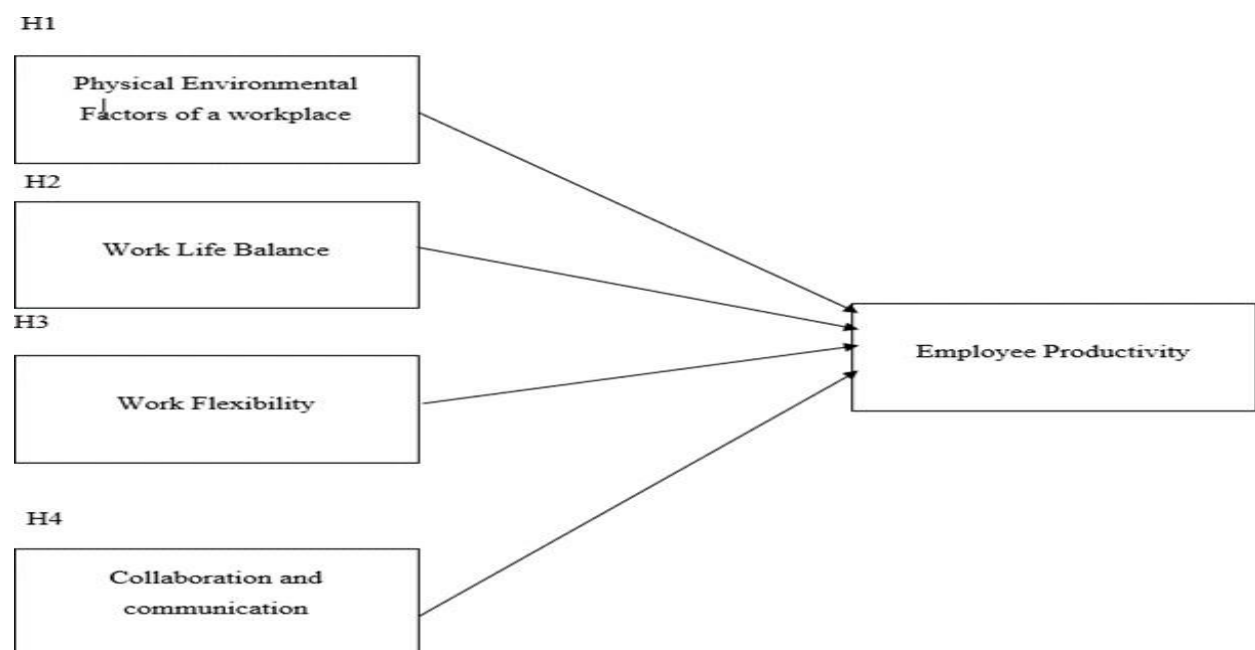 H1
Physical Environmental
Factors of a workplace
H2
Work Life Balance
H3
Work Flexibility
H4
Collaboration and
communication
Employee Productivity